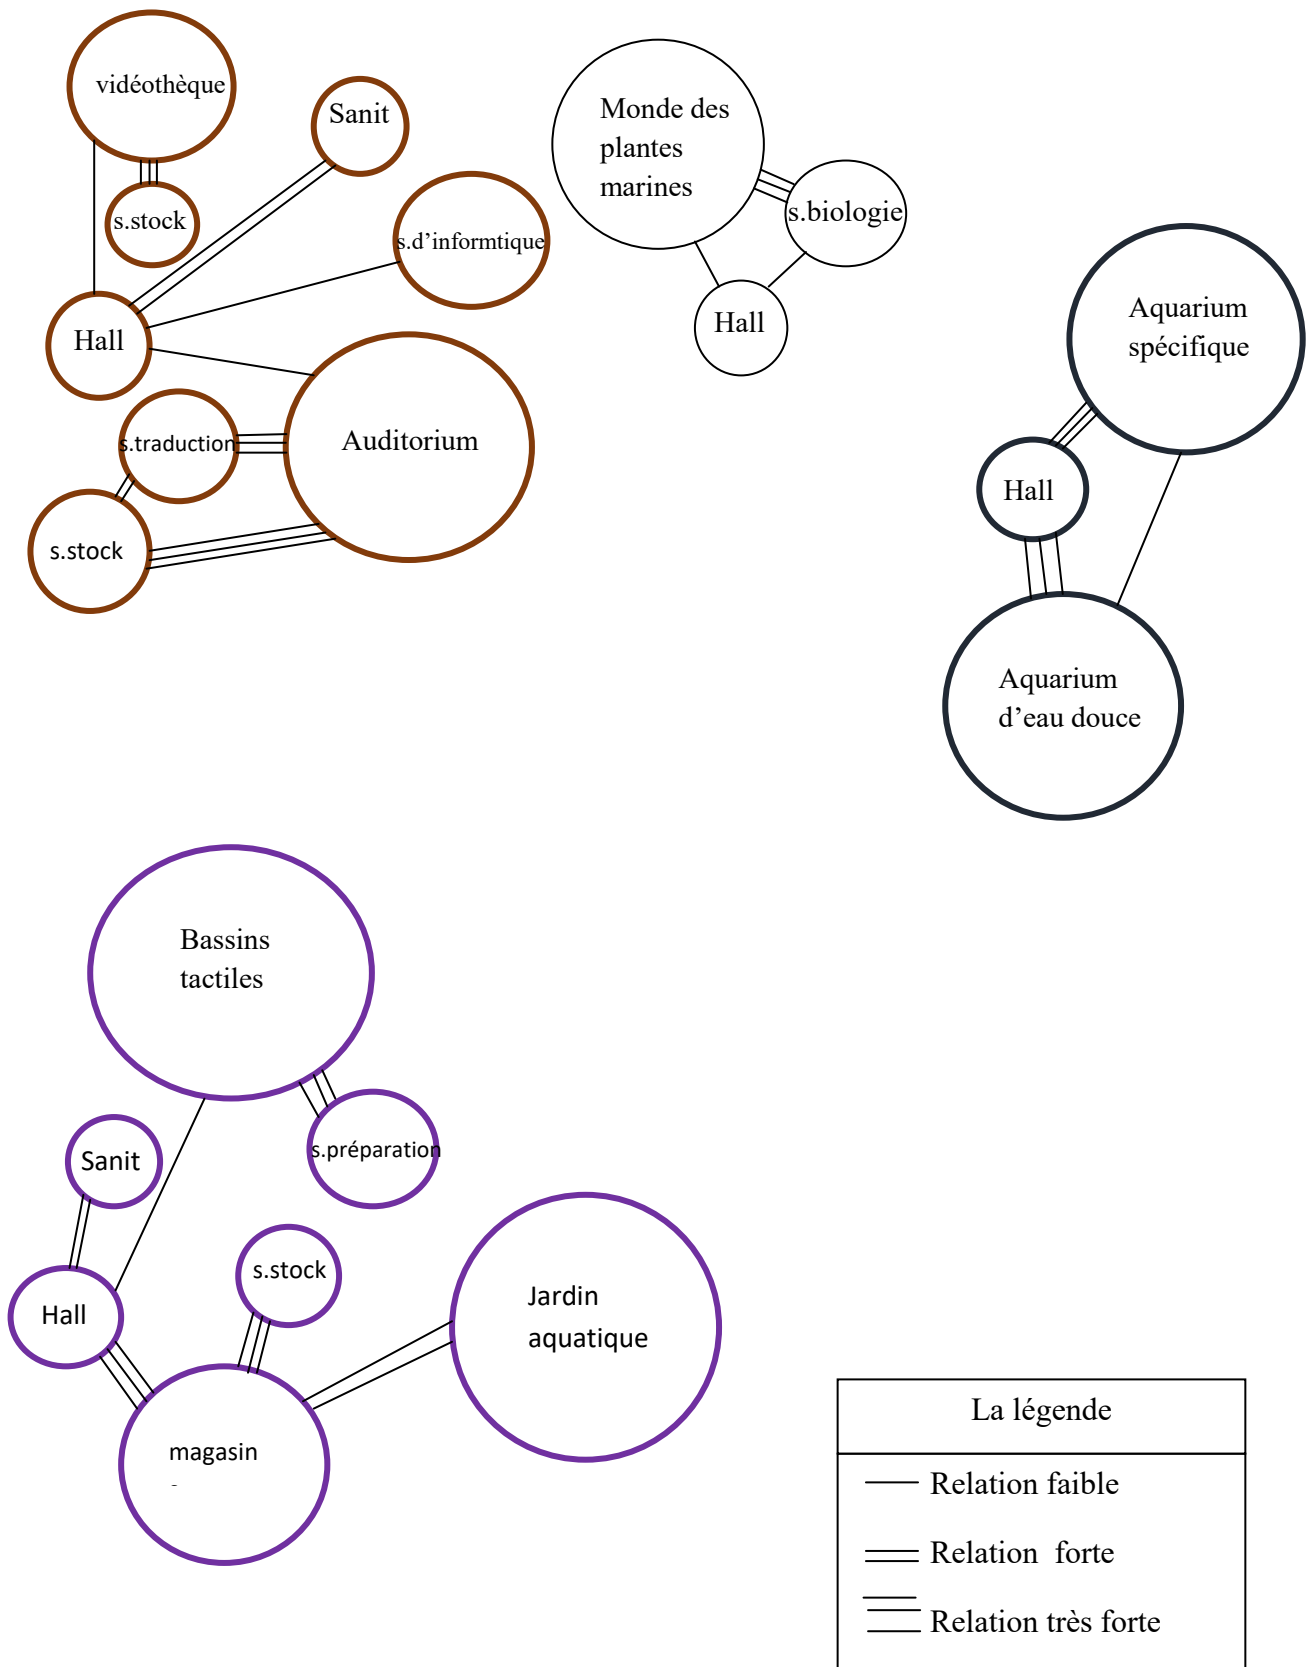 vidéothèque
Sanit
s.stock
s.d'informtique
Hall
Auditorium
s.traduction
s.stock
Monde des
plantes
marines
s.biologie
Hall
Aquarium
spécifique
Hall
Aquarium
d'eau douce
Bassins
tactiles
Sanit
s.préparation
s.stock
Hall
Jardin
aquatique
magasin
La légende
Relation faible
Relation forte
Relation très forte